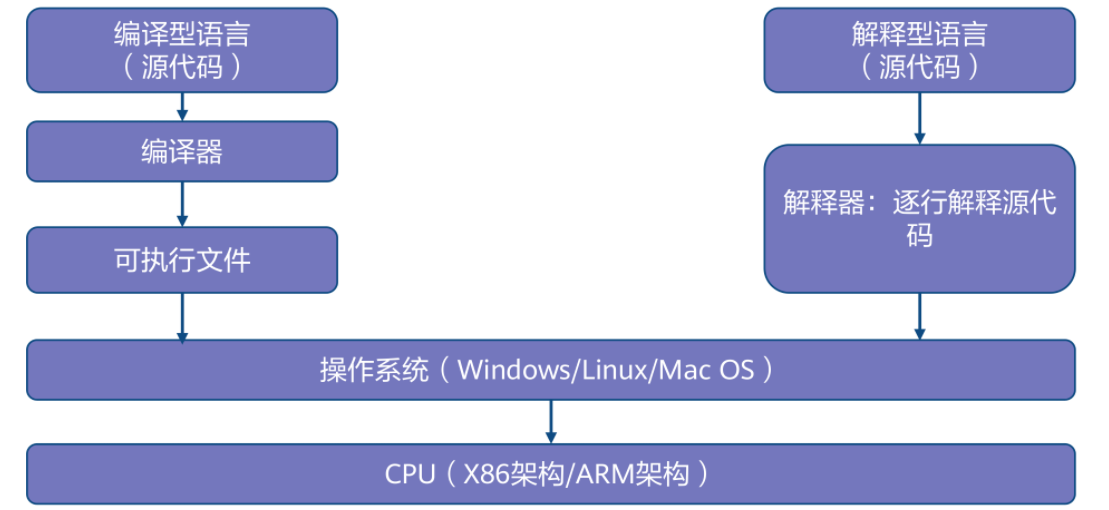 编译型语言
（源代码）
解释型语言
（源代码）
编译器
解释器：逐行解释源代
码
可执行文件
操作系统（Windows/Linux/Mac OS）
CPU（X86架构/ARM架构）